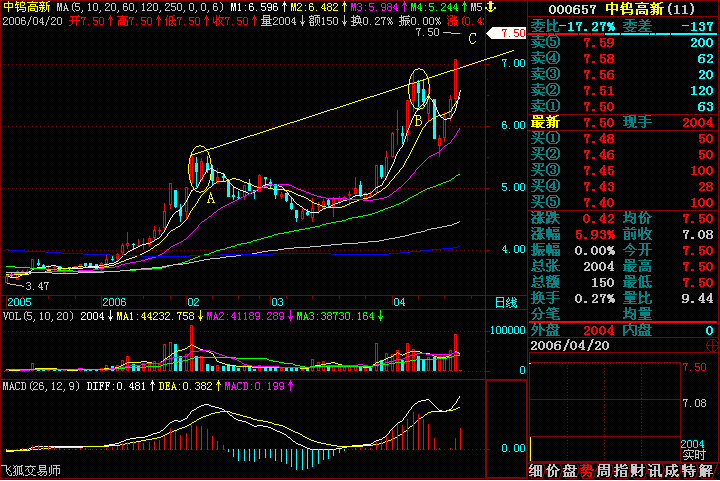 中钨高新 MA(5,10,20,60,120,250,0,0,6) M1:6.596↑M2:6.482↑M3:5.984↑M4:5.244↑M5
000657 中钨高新(11)
2006/04/20 开7.50↑高7.50↑低7.50↑收7.50↑量2004↓额150↓换0.27%振0.00% 涨(0.4
7.50
7.50
C
7.00
6.00
5.00
4.00
A
B
3.47
2005 2006 02 03 04 日线
VOL(5,10,20) 2004↓MA1:44232.758↓MA2:41189.289↓MA3:38730.164↓
100000
0
MACD(26,12,9) DIFF:0.481↑DEA:0.382↑MACD:0.199↑
0.00
飞狐交易师
委比-17.27% 委差 -137
卖⑤ 7.59 200
卖④ 7.58 62
卖③ 7.56 20
卖② 7.51 120
卖① 7.50 63
最新 7.50 现手 2004
买① 7.48 50
买② 7.46 50
买③ 7.45 100
买④ 7.43 28
买⑤ 7.40 100
涨跌 0.42 均价 7.50
涨幅 5.93% 前收 7.08
振幅 0.00% 今开 7.50
总张 2004 最高 7.50
总额 150 最低 7.50
换手 0.27% 量比 9.44
分笔 均量
外盘 2004 内盘 0
2006/04/20
7.50
7.08
2004
实时
细价盘势周指财讯成特解